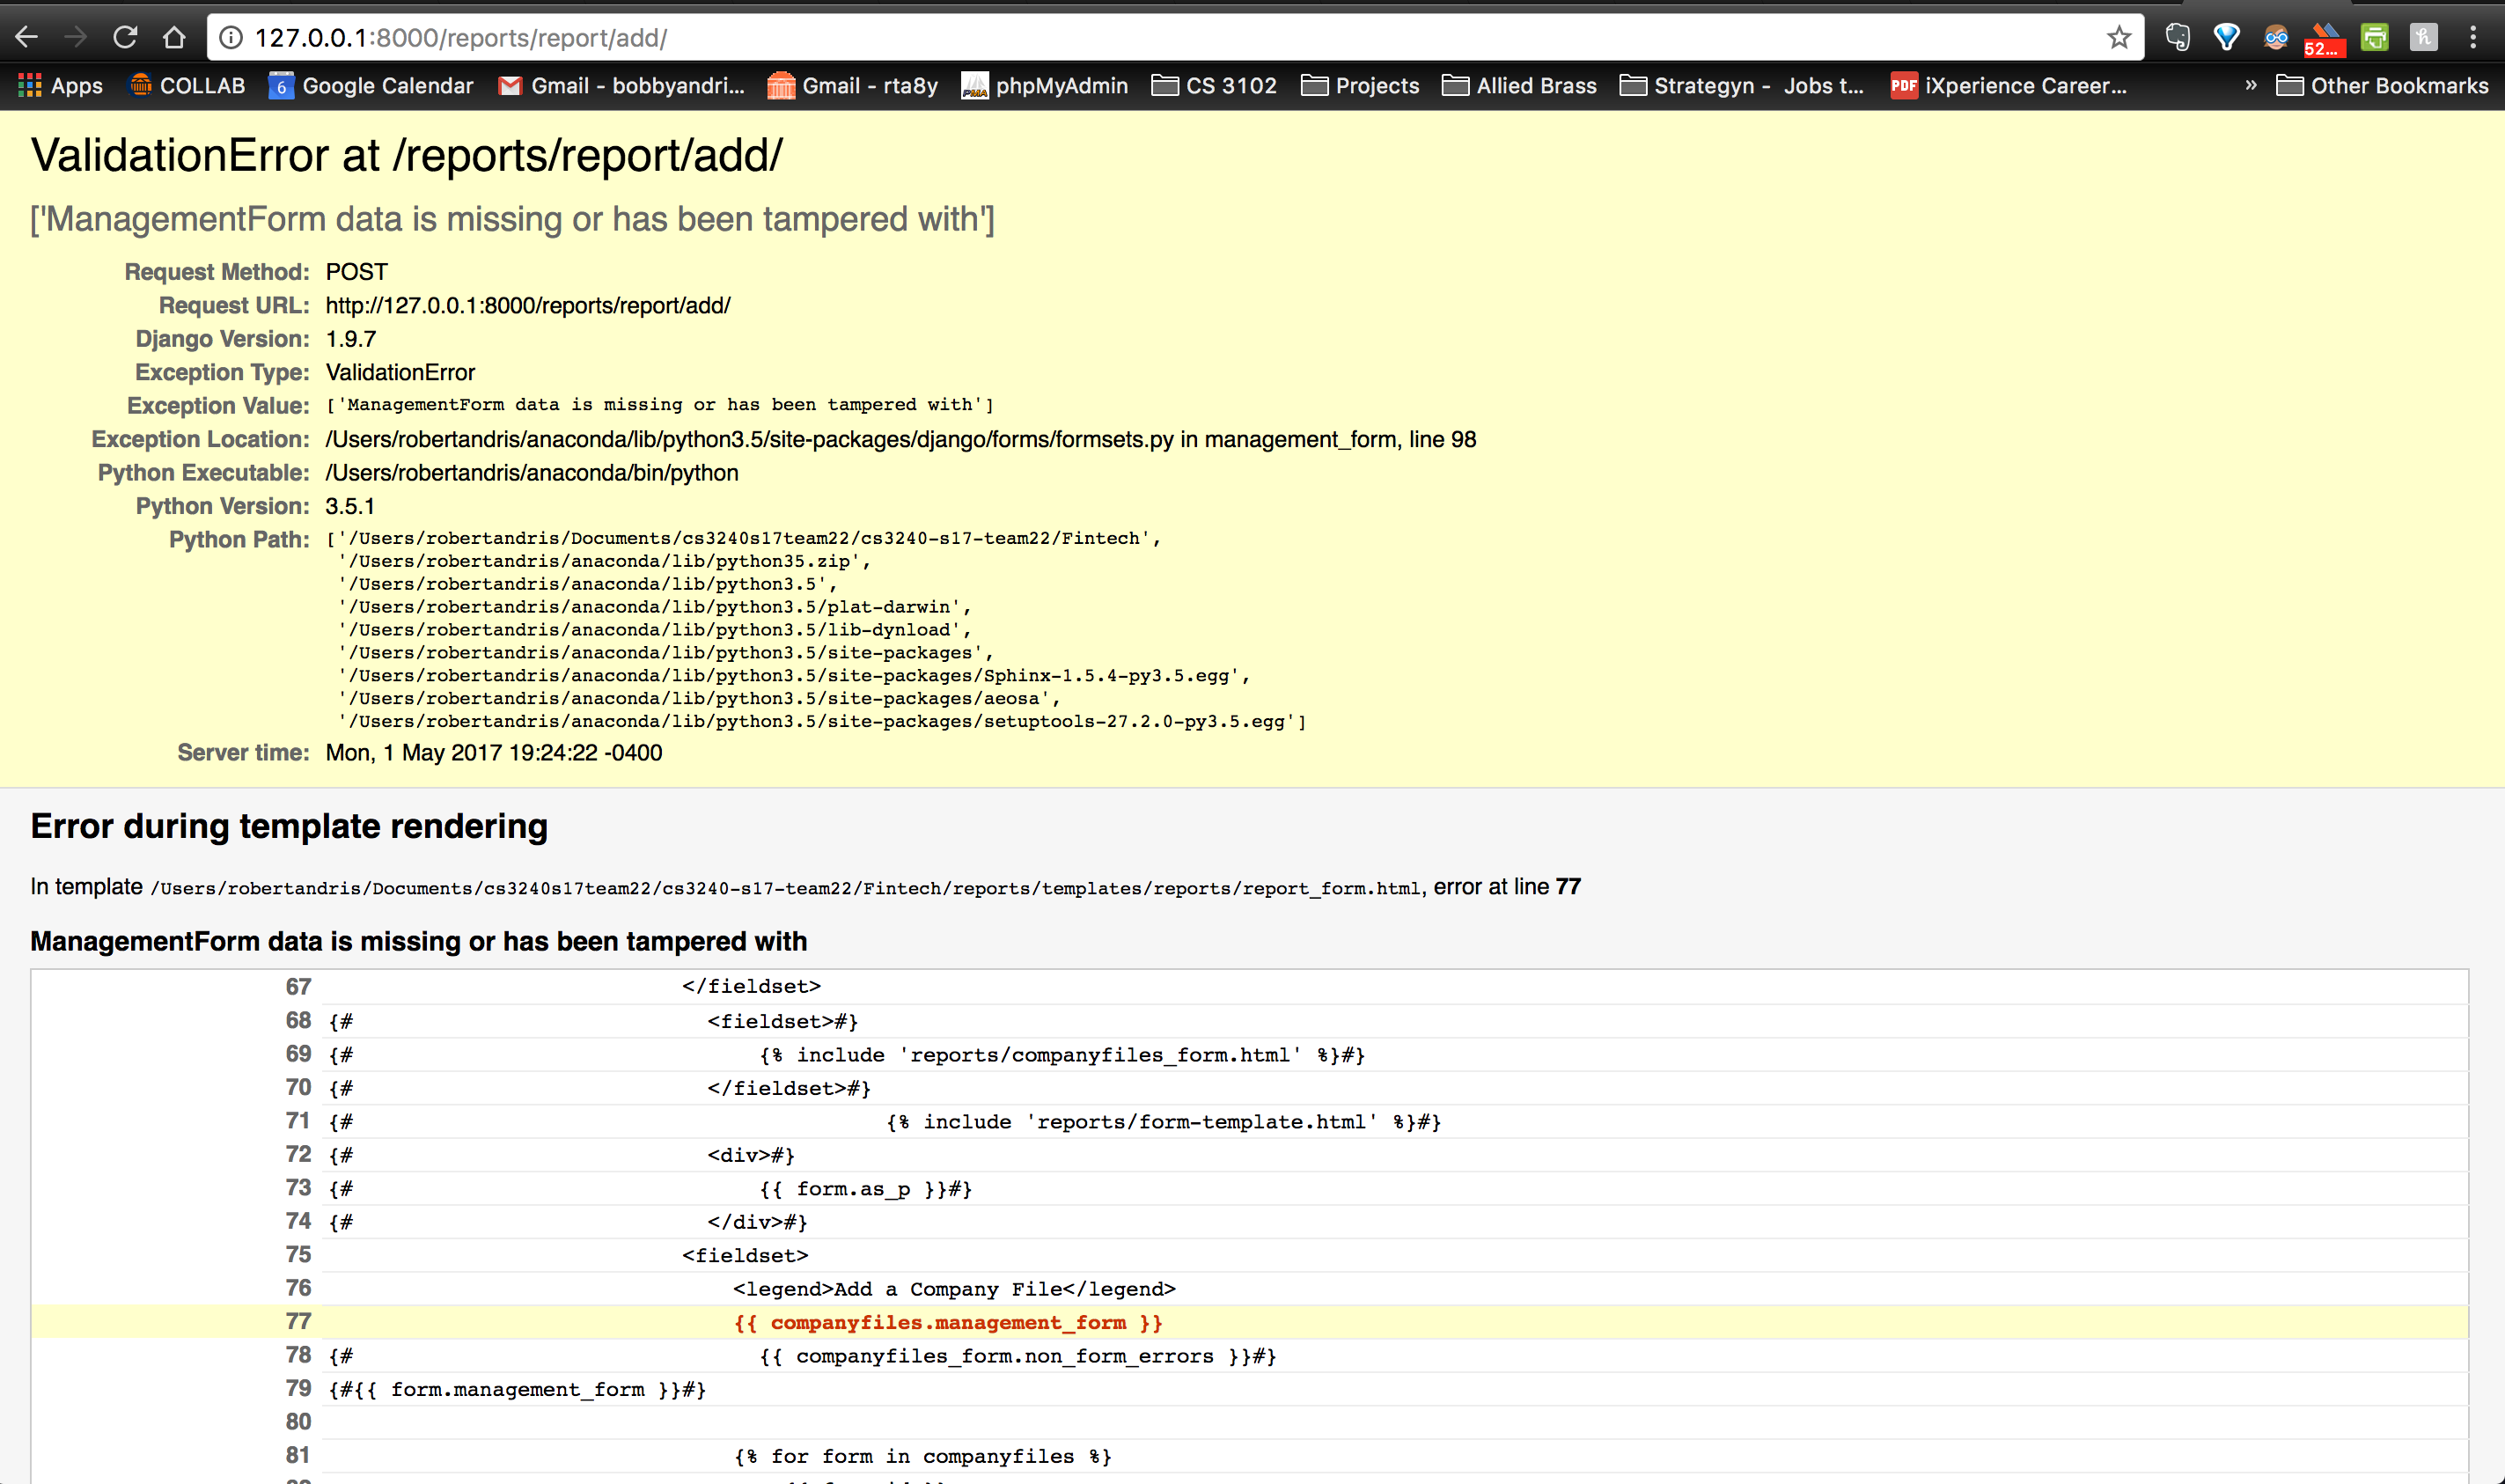 127.0.0.1:8000/reports/report/add/
52...
Apps COLLAB 6 Google Calendar Gmail - bobbyandri... Gmail - rta8y PMA phpMyAdmin CS 3102 Projects Allied Brass Strategyn - Jobs t... PDF iXperience Career... » Other Bookmarks
ValidationError at /reports/report/add/
['ManagementForm data is missing or has been tampered with']
Request Method: POST
Request URL: http://127.0.0.1:8000/reports/report/add/
Django Version: 1.9.7
Exception Type: ValidationError
Exception Value: ['ManagementForm data is missing or has been tampered with']
Exception Location: /Users/robertandris/anaconda/lib/python3.5/site-packages/django/forms/formsets.py in management_form, line 98
Python Executable: /Users/robertandris/anaconda/bin/python
Python Version: 3.5.1
Python Path: ['/Users/robertandris/Documents/cs3240s17team22/cs3240-s17-team22/Fintech',
'/Users/robertandris/anaconda/lib/python35.zip',
'/Users/robertandris/anaconda/lib/python3.5',
'/Users/robertandris/anaconda/lib/python3.5/plat-darwin',
'/Users/robertandris/anaconda/lib/python3.5/lib-dynload',
'/Users/robertandris/anaconda/lib/python3.5/site-packages',
'/Users/robertandris/anaconda/lib/python3.5/site-packages/Sphinx-1.5.4-py3.5.egg',
'/Users/robertandris/anaconda/lib/python3.5/site-packages/aeosa',
'/Users/robertandris/anaconda/lib/python3.5/site-packages/setuptools-27.2.0-py3.5.egg']
Server time: Mon, 1 May 2017 19:24:22 -0400
Error during template rendering
In template /Users/robertandris/Documents/cs3240s17team22/cs3240-s17-team22/Fintech/reports/templates/reports/report_form.html, error at line 77
ManagementForm data is missing or has been tampered with
67 </fieldset>
68 {# <fieldset>#}
69 {# {% include 'reports/companyfiles_form.html' %}#}
70 {# </fieldset>#}
71 {# {% include 'reports/form-template.html' %}#}
72 {# <div>#}
73 {# {{ form.as_p }}#}
74 {# </div>#}
75 <fieldset>
76 <legend>Add a Company File</legend>
77 {{ companyfiles.management_form }}
78 {# {{ companyfiles_form.non_form_errors }}#}
79 {#{{ form.management_form }}#}
80
81 {% for form in companyfiles %}